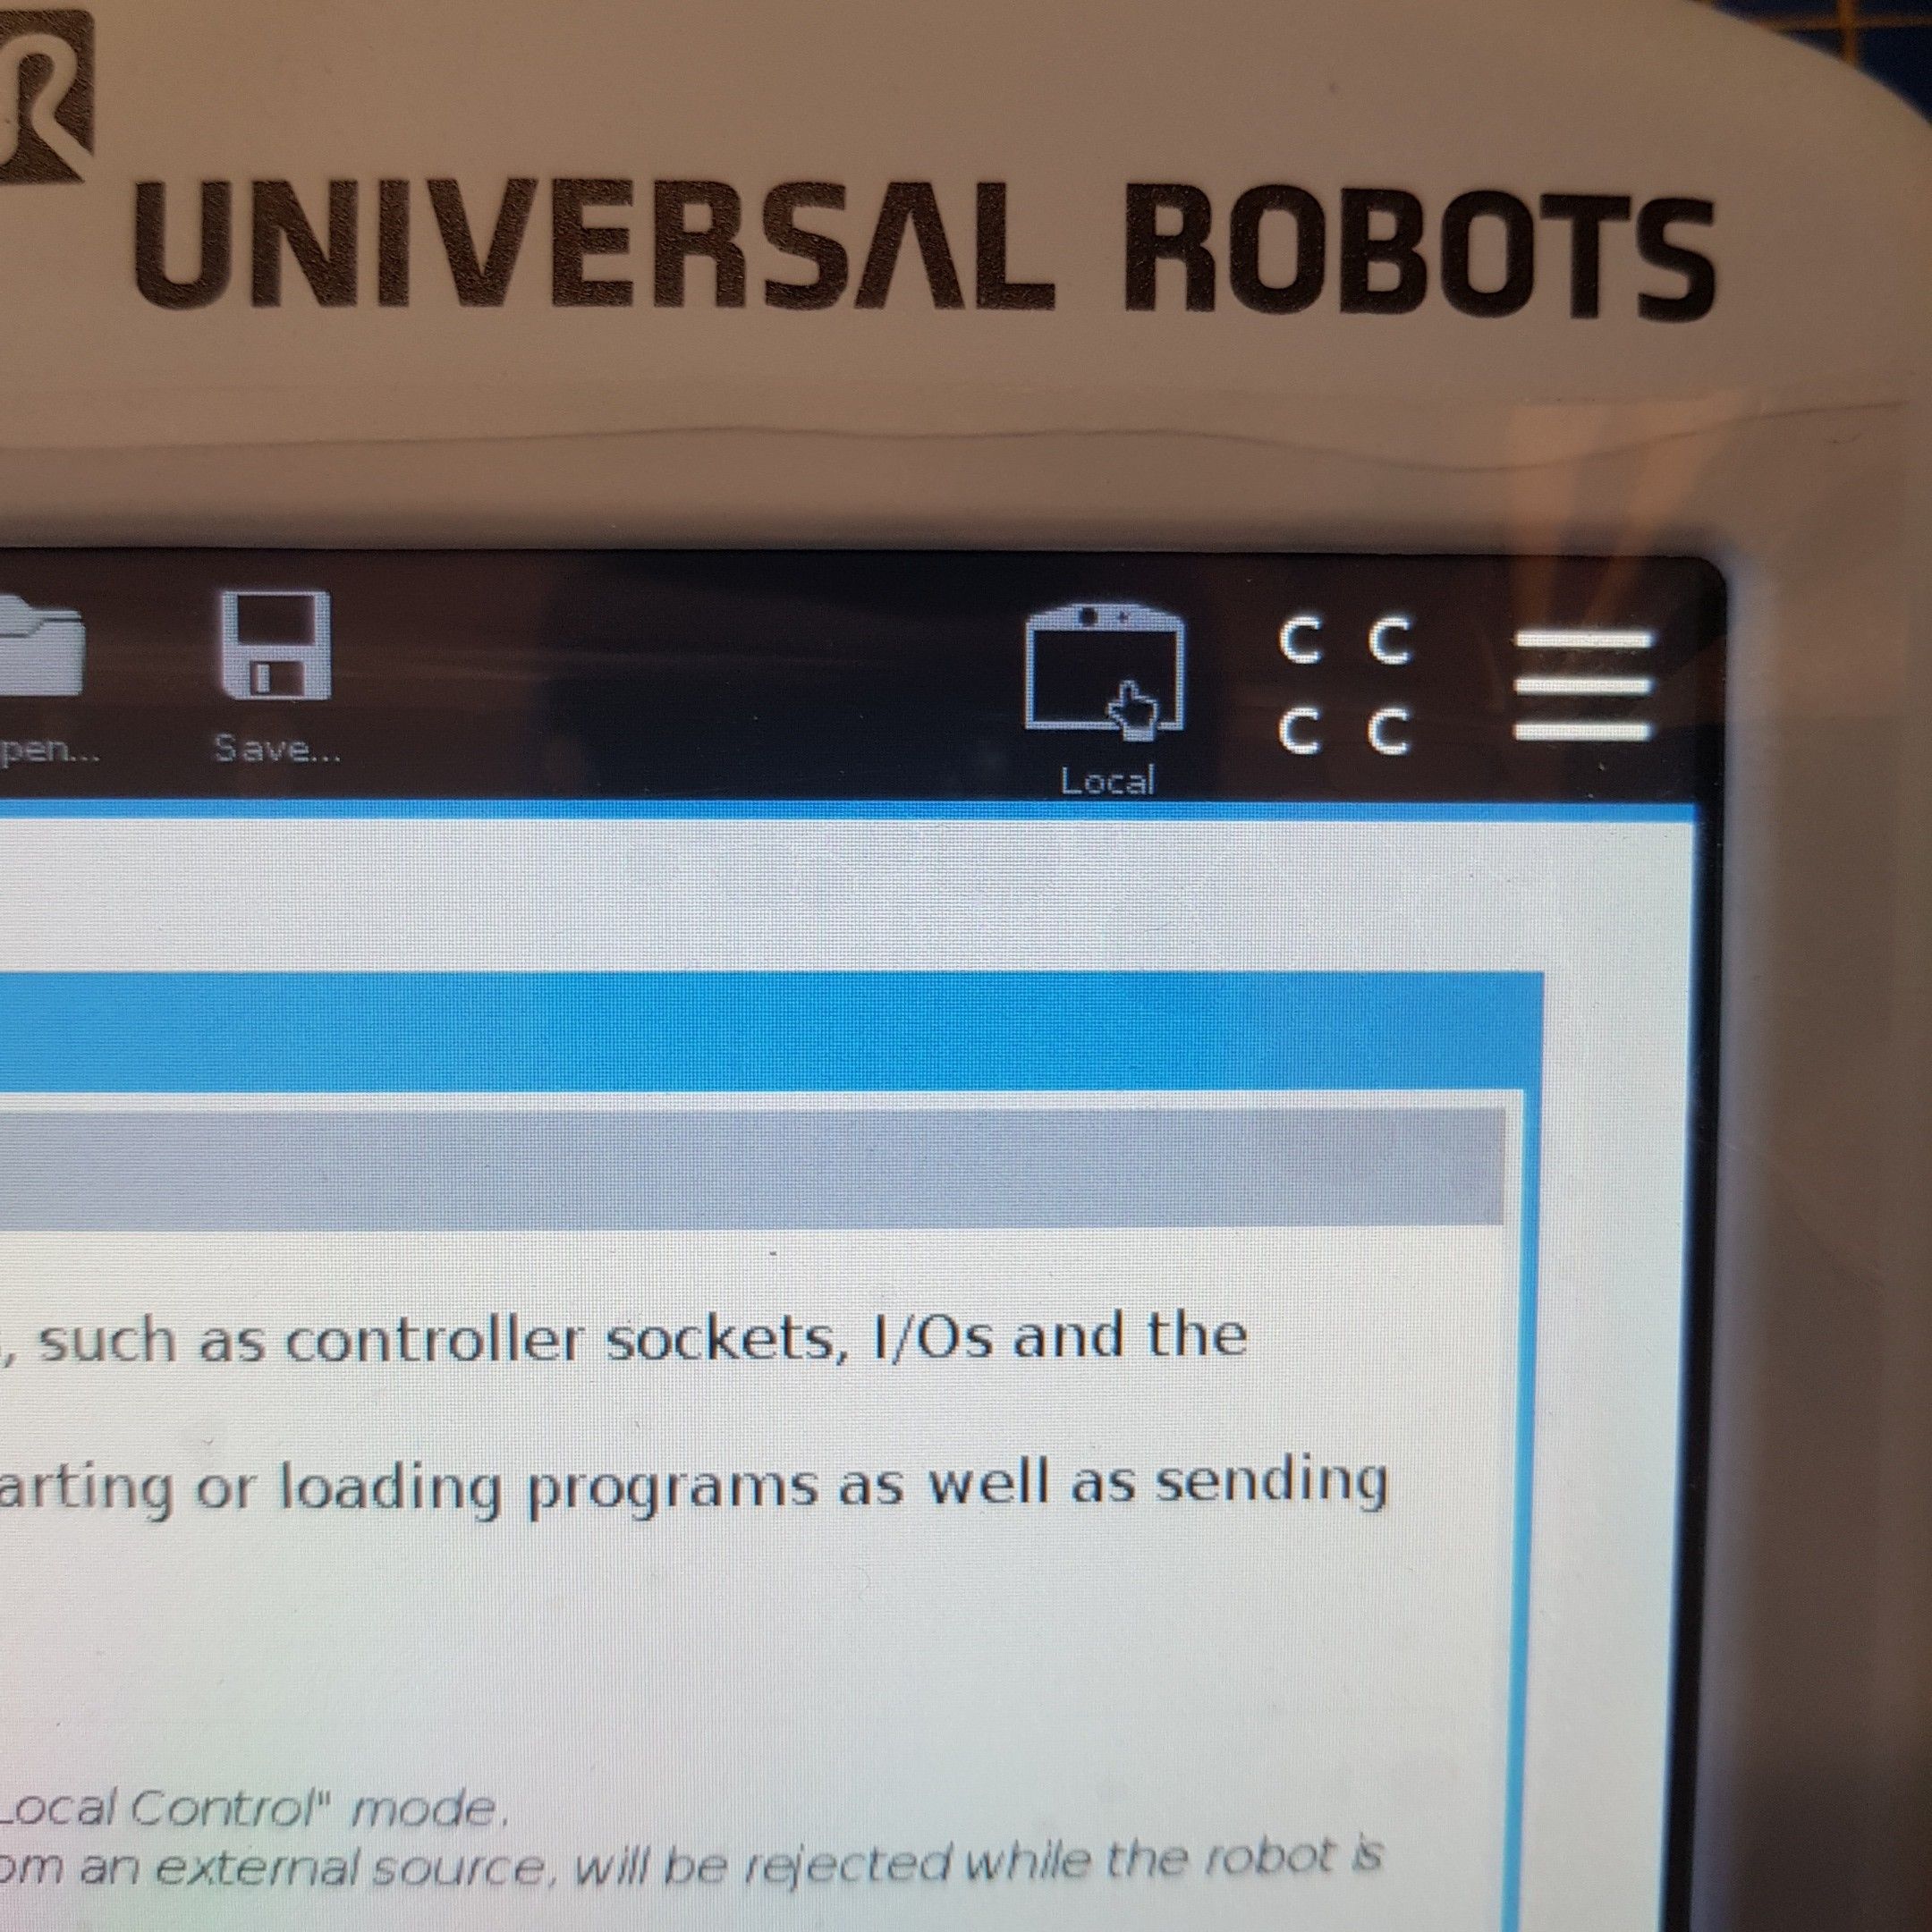 UNIVERSAL ROBOTS
pen... Save... Local
C C
C C
, such as controller sockets, I/Os and the
arting or loading programs as well as sending
Local Control" mode.
om an external source, will be rejected while the robot is